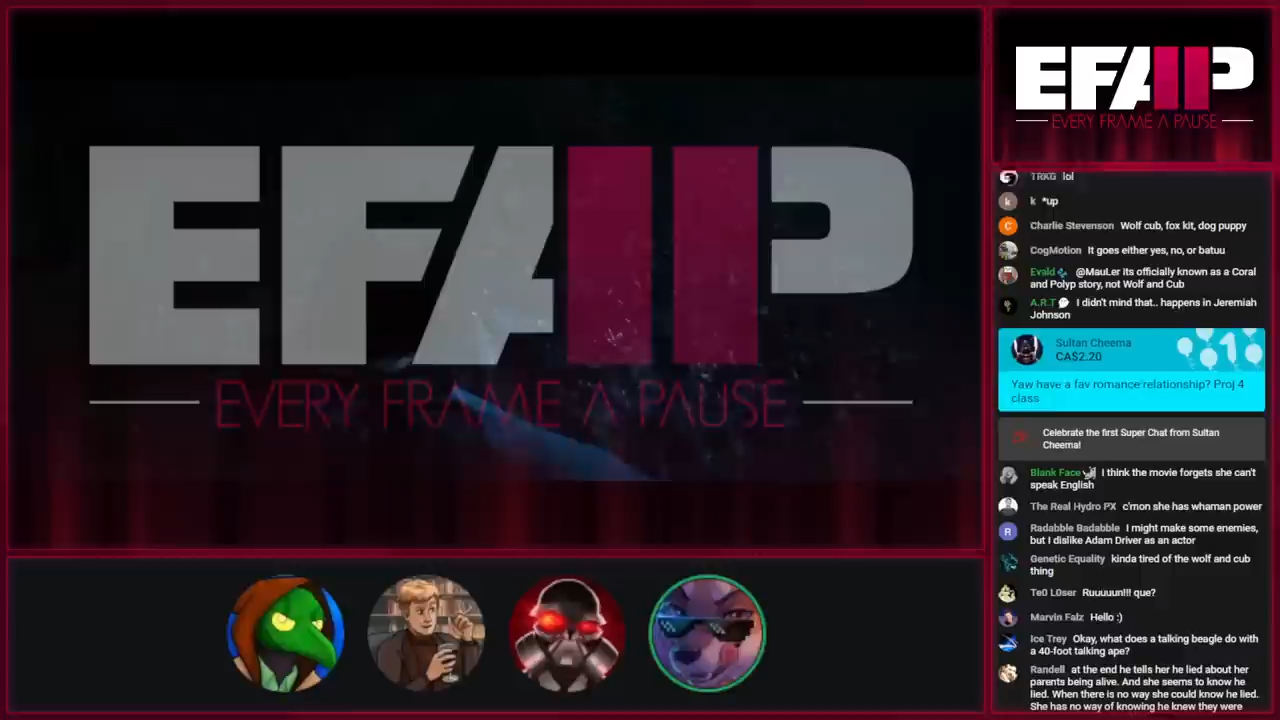 EFAP
EVERY FRAME A PAUSE
EFAP
EVERY FRAME A PAUSE
TRKG lol
k *up
Charlie Stevenson Wolf cub, fox kit, dog puppy
CogMotion It goes either yes, no, or batuu
Evald @MauLer Its officially known as a Coral
and Polyp story, not Wolf and Cub
A.R.T I didn't mind that.. happens in Jeremiah
Johnson
Sultan Cheema
CA$2.20
Yaw have a fav romance relationship? Proj 4
class
Celebrate the first Super Chat from Sultan
Cheema!
Blank Face I think the movie forgets she can't
speak English
The Real Hydro PX c'mon she has whaman power
Radabble Badabble I might make some enemies,
but I dislike Adam Driver as an actor
Genetic Equality kinda tired of the wolf and cub
thing
Te0 L0ser Ruuuuun!!! que?
Marvin Falz Hello :)
Ice Trey Okay, what does a talking beagle do with
a 40-foot talking ape?
Randell at the end he tells her he lied about her
parents being alive. And she seems to know he
lied. When there is no way she could know he lied.
She has no way of knowing he knew they were